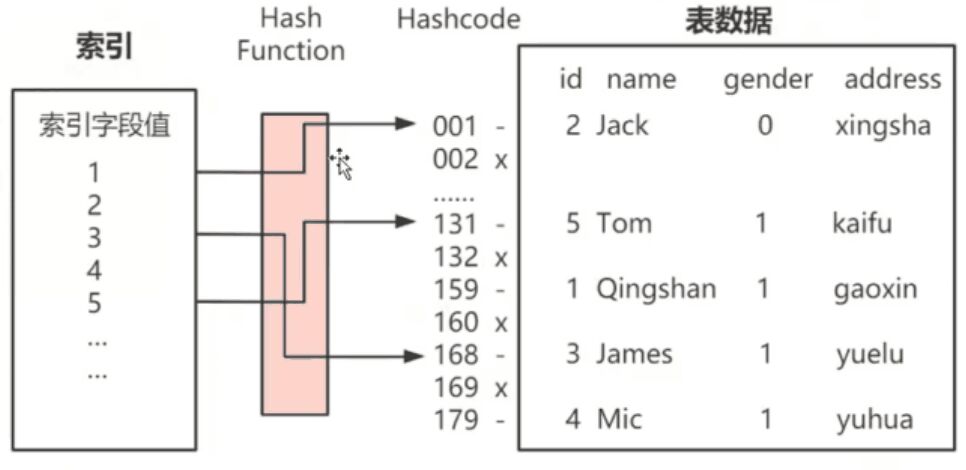 索引
索引字段值
1
2
3
4
5
...
...
Hash
Function
Hashcode
001 -
002 x
......
131 -
132 x
159 -
160 x
168 -
169 x
179 -
表数据
id name gender address
2 Jack 0 xingsha
5 Tom 1 kaifu
1 Qingshan 1 gaoxin
3 James 1 yuelu
4 Mic 1 yuhua